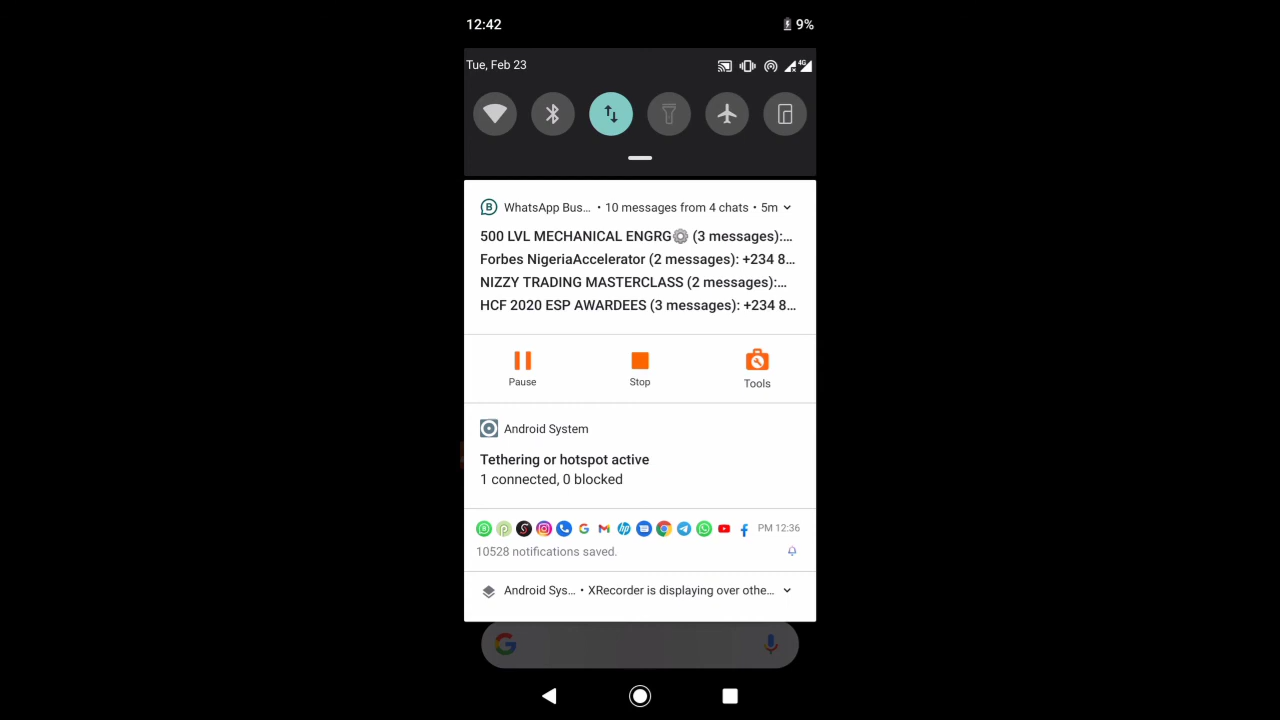 12:42
9%
Tue, Feb 23
4G
WhatsApp Bus... • 10 messages from 4 chats • 5m
500 LVL MECHANICAL ENGRG⚙️ (3 messages):...
Forbes NigeriaAccelerator (2 messages): +234 8...
NIZZY TRADING MASTERCLASS (2 messages):...
HCF 2020 ESP AWARDEES (3 messages): +234 8...
Pause
Stop
Tools
Android System
Tethering or hotspot active
1 connected, 0 blocked
PM 12:36
10528 notifications saved.
Android Sys... • XRecorder is displaying over othe...